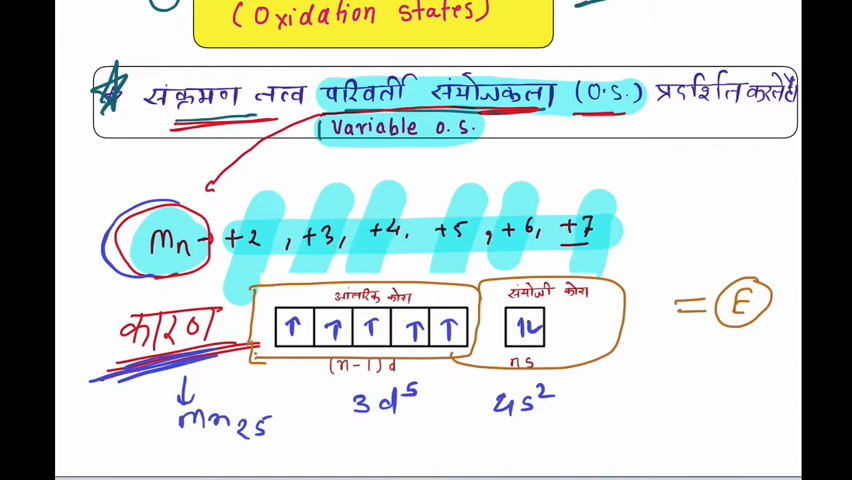 (Oxidation States)
संक्रमण तत्व परिवर्ती संयोजकता (O.S.) प्रदर्शित करते है
Variable O.S.
Mn → +2, +3, +4, +5, +6, +7
आंतरिक कोश संयोजी कोश
= E
कारण ↑ ↑ ↑ ↑ ↑ ↑↓
(n-1)d ns
Mn25 3d5 4s2